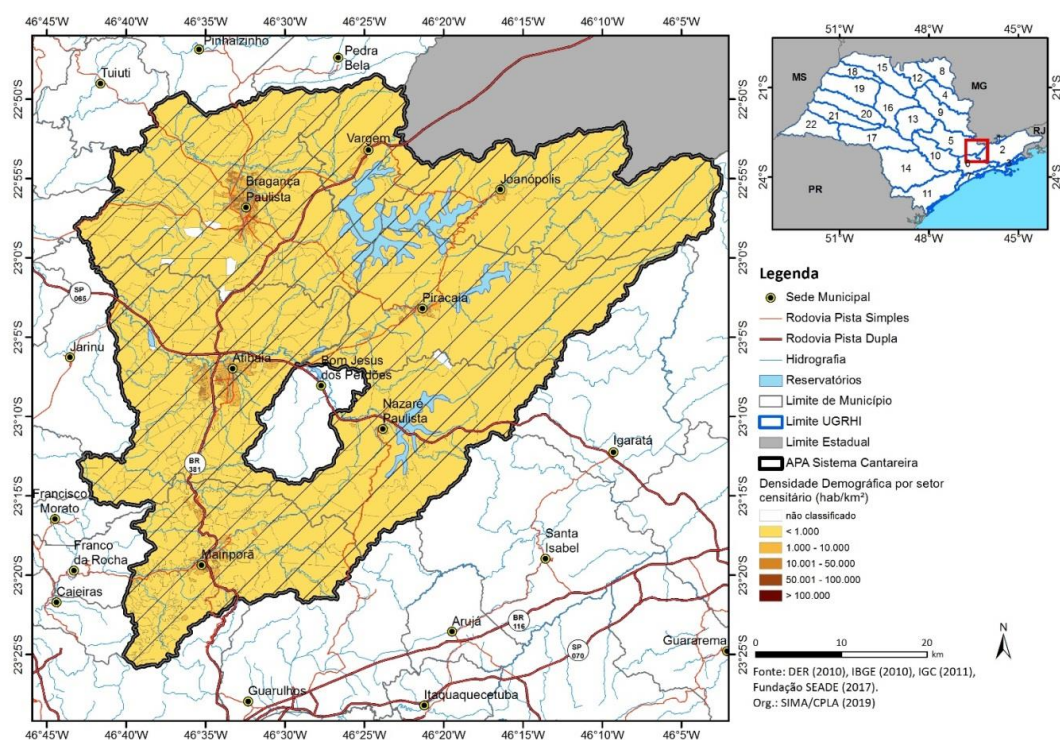 46°45'W 46°40'W 46°35'W 46°30'W 46°25'W 46°20'W 46°15'W 46°10'W 46°5'W
22°50'S
22°55'S
23°0'S
23°5'S
23°10'S
23°15'S
23°20'S
23°25'S
Pinhalzinho
Pedra
Bela
Tuiuti
Vargem
Joanópolis
Bragança
Paulista
SP
065
Piracaia
Jarinu
Atibaia
Bom Jesus
dos Perdões
Nazaré
Paulista
Igaratá
BR
381
Francisco
Morato
Franco
da Rocha
Santa
Isabel
Mairiporã
Caieiras
Arujá
BR
116
SP
070
Guararema
Guarulhos
Itaquaquecetuba
22°50'S
22°55'S
23°0'S
23°5'S
23°10'S
23°15'S
23°20'S
23°25'S
46°45'W 46°40'W 46°35'W 46°30'W 46°25'W 46°20'W 46°15'W 46°10'W 46°5'W
51°W 48°W 45°W
21°S
24°S
MS
MG
RJ
PR
15
18
8
12
19
4
16
9
13
21
20
22
17
5
2
10
14
11
21°S
24°S
51°W 48°W 45°W
Legenda
Sede Municipal
Rodovia Pista Simples
Rodovia Pista Dupla
Hidrografia
Reservatórios
Limite de Município
Limite UGRHI
Limite Estadual
APA Sistema Cantareira
Densidade Demográfica por setor
censitário (hab/km²)
não classificado
< 1.000
1.000 - 10.000
10.001 - 50.000
50.001 - 100.000
> 100.000
N
0 10 20
km
Fonte: DER (2010), IBGE (2010), IGC (2011),
Fundação SEADE (2017).
Org.: SIMA/CPLA (2019)